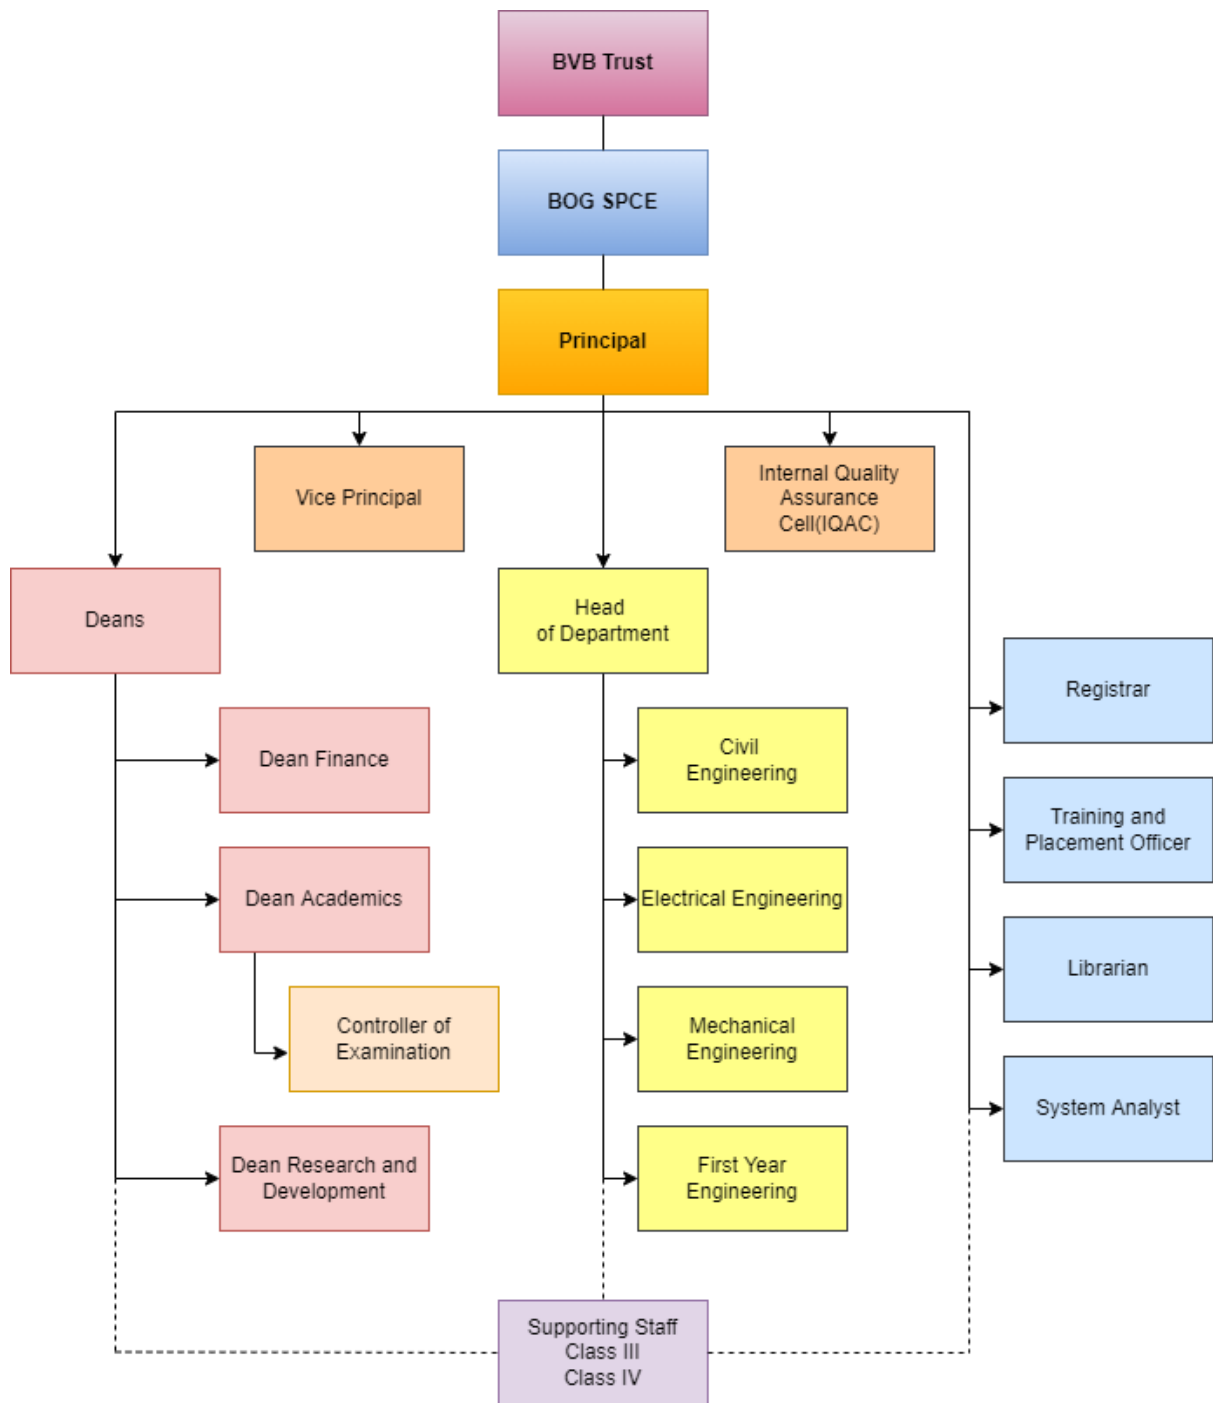 BVB Trust
BOG SPCE
Principal
Vice Principal
Internal Quality
Assurance
Cell(IQAC)
Deans
Head
of Department
Registrar
Dean Finance
Civil
Engineering
Training and
Placement Officer
Dean Academics
Electrical Engineering
Librarian
Controller of
Examination
Mechanical
Engineering
System Analyst
Dean Research and
Development
First Year
Engineering
Supporting Staff
Class III
Class IV